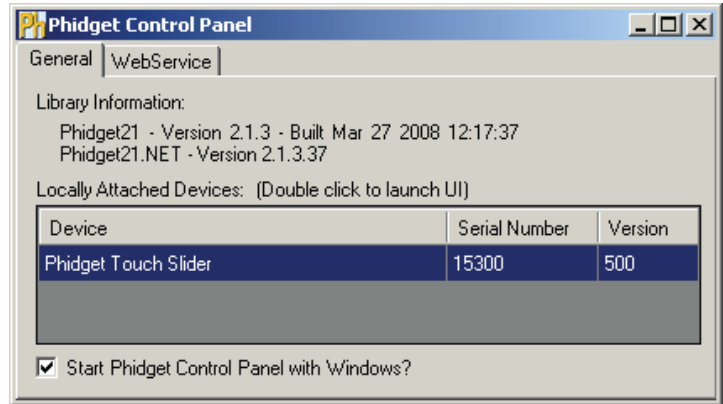 Ph Phidget Control Panel
General WebService
Library Information:
Phidget21 - Version 2.1.3 - Built Mar 27 2008 12:17:37
Phidget21.NET - Version 2.1.3.37
Locally Attached Devices: (Double click to launch UI)
Device Serial Number Version
Phidget Touch Slider 15300 500
Start Phidget Control Panel with Windows?